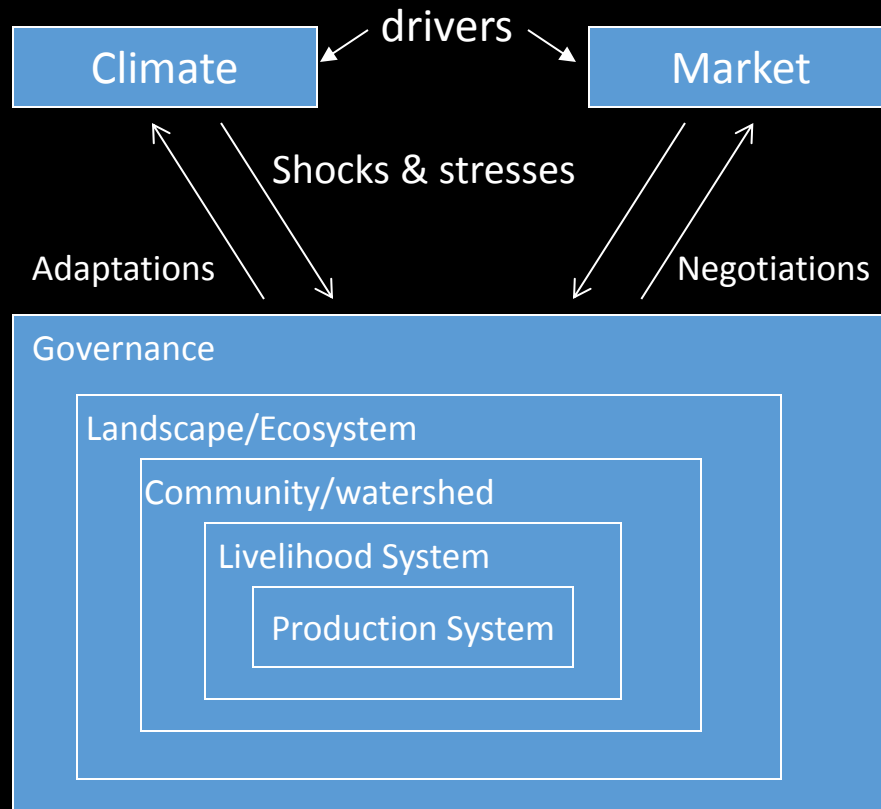 drivers
Climate
Market
Shocks & stresses
Adaptations
Negotiations
Governance
Landscape/Ecosystem
Community/watershed
Livelihood System
Production System